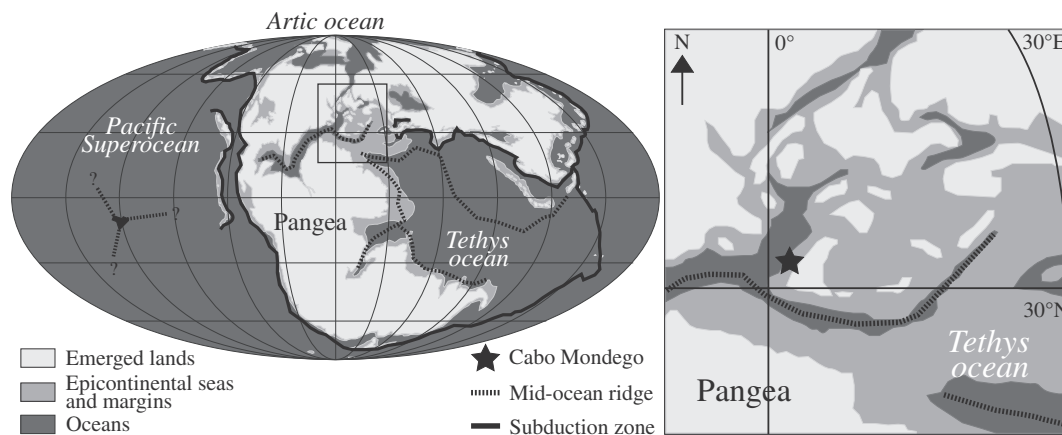 Artic ocean
Pacific
Superocean
?
?
?
Pangea
Tethys
ocean
Emerged lands
Epicontinental seas
and margins
Oceans
Cabo Mondego
Mid-ocean ridge
Subduction zone
N
0°
30°E
30°N
Tethys
ocean
Pangea